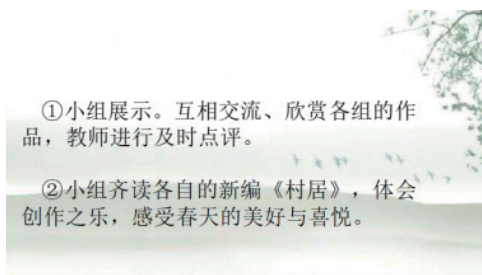 ①小组展示。互相交流、欣赏各组的作
品，教师进行及时点评。
②小组齐读各自的新编《村居》，体会
创作之乐，感受春天的美好与喜悦。